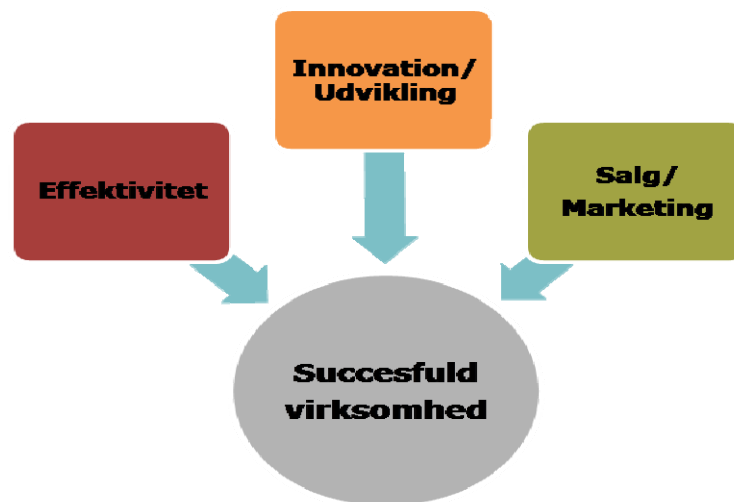 Innovation/
Udvikling
Effektivitet
Salg/
Marketing
Succesfuld
virksomhed